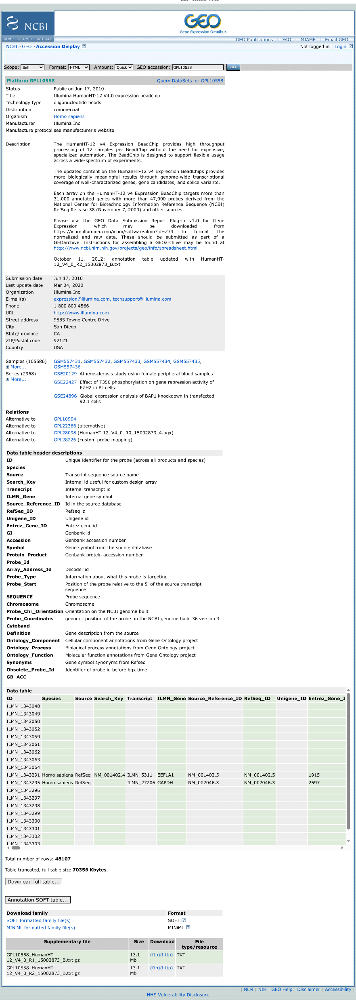 GEO Accession viewer
NCBI
GEO
Gene Expression Omnibus
HOME | SEARCH | SITE MAP
GEO Publications | FAQ | MIAME | Email GEO
NCBI > GEO > Accession Display ?
Not logged in | Login ?
Scope: Self Format: HTML Amount: Quick GEO accession: GPL10558 GO
Platform GPL10558 Query DataSets for GPL10558
Status Public on Jun 17, 2010
Title Illumina HumanHT-12 V4.0 expression beadchip
Technology type oligonucleotide beads
Distribution commercial
Organism Homo sapiens
Manufacturer Illumina Inc.
Manufacture protocol see manufacturer's website
Description The HumanHT-12 v4 Expression BeadChip provides high throughput
processing of 12 samples per BeadChip without the need for expensive,
specialized automation. The BeadChip is designed to support flexible usage
across a wide-spectrum of experiments.
The updated content on the HumanHT-12 v4 Expression BeadChips provides
more biologically meaningful results through genome-wide transcriptional
coverage of well-characterized genes, gene candidates, and splice variants.
Each array on the HumanHT-12 v4 Expression BeadChip targets more than
31,000 annotated genes with more than 47,000 probes derived from the
National Center for Biotechnology Information Reference Sequence (NCBI)
RefSeq Release 38 (November 7, 2009) and other sources.
Please use the GEO Data Submission Report Plug-in v1.0 for Gene
Expression which may be downloaded from
https://icom.illumina.com/icom/software.ilmn?id=234 to format the
normalized and raw data. These should be submitted as part of a
GEOarchive. Instructions for assembling a GEOarchive may be found at
http://www.ncbi.nlm.nih.gov/projects/geo/info/spreadsheet.html
October 11, 2012: annotation table updated with HumanHT-
12_V4_0_R2_15002873_B.txt
Submission date Jun 17, 2010
Last update date Mar 04, 2020
Organization Illumina Inc.
E-mail(s) expression@illumina.com, techsupport@illumina.com
Phone 1 800 809 4566
URL http://www.illumina.com
Street address 9885 Towne Centre Drive
City San Diego
State/province CA
ZIP/Postal code 92121
Country USA
Samples (105586) GSM557431, GSM557432, GSM557433, GSM557434, GSM557435,
More... GSM557436
Series (2968) GSE20129 Atherosclerosis study using female peripheral blood samples
More...
GSE22427 Effect of T350 phosphorylation on gene repression activity of
EZH2 in BJ cells
GSE24896 Global expression analysis of BAP1 knockdown in transfected
92.1 cells
Relations
Alternative to GPL10904
Alternative to GPL22366 (alternative)
Alternative to GPL28098 (HumanHT-12_V4_0_R0_15002873_4.bgx)
Alternative to GPL28226 (custom probe mapping)
Data table header descriptions
ID Unique identifier for the probe (across all products and species)
Species
Source Transcript sequence source name
Search_Key Internal id useful for custom design array
Transcript Internal transcript id
ILMN_Gene Internal gene symbol
Source_Reference_ID Id in the source database
RefSeq_ID Refseq id
Unigene_ID Unigene id
Entrez_Gene_ID Entrez gene id
GI Genbank id
Accession Genbank accession number
Symbol Gene symbol from the source database
Protein_Product Genbank protein accession number
Probe_Id
Array_Address_Id Decoder id
Probe_Type Information about what this probe is targeting
Probe_Start Position of the probe relative to the 5' of the source transcript
sequence
SEQUENCE Probe sequence
Chromosome Chromosome
Probe_Chr_Orientation Orientation on the NCBI genome built
Probe_Coordinates genomic position of the probe on the NCBI genome build 36 version 3
Cytoband
Definition Gene description from the source
Ontology_Component Cellular component annotations from Gene Ontology project
Ontology_Process Biological process annotations from Gene Ontology project
Ontology_Function Molecular function annotations from Gene Ontology project
Synonyms Gene symbol synonyms from Refseq
Obsolete_Probe_Id Identifier of probe id before bgx time
GB_ACC
Data table
ID Species Source Search_Key Transcript ILMN_Gene Source_Reference_ID RefSeq_ID Unigene_ID Entrez_Gene_I
ILMN_1343048
ILMN_1343049
ILMN_1343050
ILMN_1343052
ILMN_1343059
ILMN_1343061
ILMN_1343062
ILMN_1343063
ILMN_1343064
ILMN_1343291 Homo sapiens RefSeq NM_001402.4 ILMN_5311 EEF1A1 NM_001402.5 NM_001402.5 1915
ILMN_1343295 Homo sapiens RefSeq ILMN_27206 GAPDH NM_002046.3 NM_002046.3 2597
ILMN_1343296
ILMN_1343297
ILMN_1343298
ILMN_1343299
ILMN_1343300
ILMN_1343301
ILMN_1343302
ILMN_1343303
Total number of rows: 48107
Table truncated, full table size 70356 Kbytes.
Download full table...
Annotation SOFT table...
Download family Format
SOFT formatted family file(s) SOFT ?
MINiML formatted family file(s) MINiML ?
Supplementary file Size Download File
type/resource
GPL10558_HumanHT- 13.1 (ftp)(http) TXT
12_V4_0_R1_15002873_B.txt.gz Mb
GPL10558_HumanHT- 13.1 (ftp)(http) TXT
12_V4_0_R2_15002873_B.txt.gz Mb
| NLM | NIH | GEO Help | Disclaimer | Accessibility |
HHS Vulnerability Disclosure